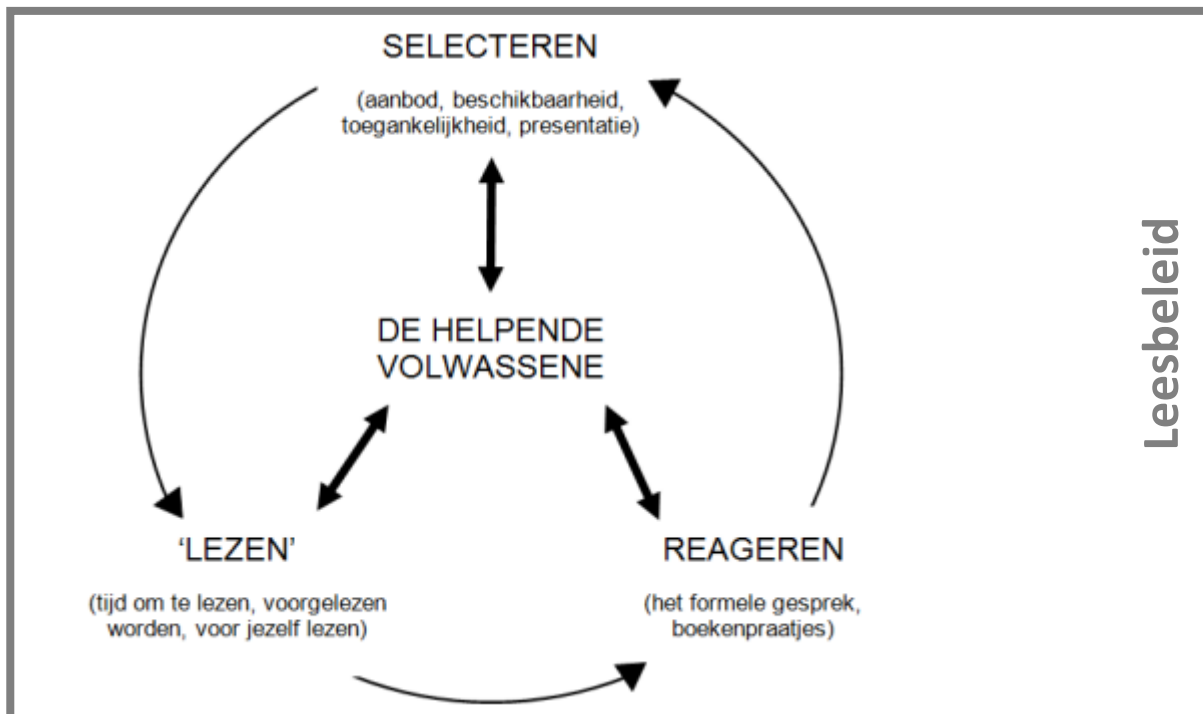 SELECTEREN
(aanbod, beschikbaarheid,
toegankelijkheid, presentatie)
DE HELPENDE
VOLWASSENE
‘LEZEN’
(tijd om te lezen, voorgelezen
worden, voor jezelf lezen)
REAGEREN
(het formele gesprek,
boekenpraatjes)
Leesbeleid